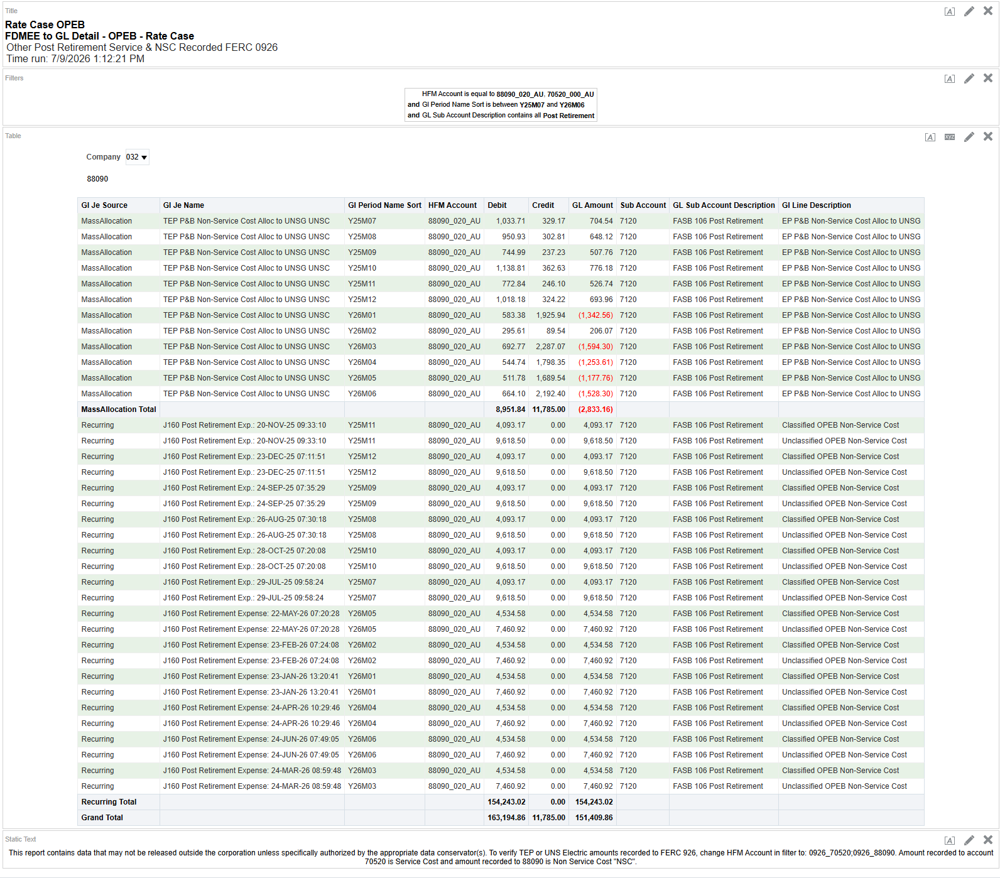 Title
Rate Case OPEB
FDMEE to GL Detail - OPEB - Rate Case
Other Post Retirement Service & NSC Recorded FERC 0926
Time run: 7/9/2026 1:12:21 PM
Filters
HFM Account is equal to 88090_020_AU, 70520_000_AU
and Gl Period Name Sort is between Y25M07 and Y26M06
and GL Sub Account Description contains all Post Retirement
Table
Company 032
88090
Gl Je Source Gl Je Name Gl Period Name Sort HFM Account Debit Credit GL Amount Sub Account GL Sub Account Description Gl Line Description
MassAllocation TEP P&B Non-Service Cost Alloc to UNSG UNSC Y25M07 88090_020_AU 1,033.71 329.17 704.54 7120 FASB 106 Post Retirement EP P&B Non-Service Cost Alloc to UNSG
MassAllocation TEP P&B Non-Service Cost Alloc to UNSG UNSC Y25M08 88090_020_AU 950.93 302.81 648.12 7120 FASB 106 Post Retirement EP P&B Non-Service Cost Alloc to UNSG
MassAllocation TEP P&B Non-Service Cost Alloc to UNSG UNSC Y25M09 88090_020_AU 744.99 237.23 507.76 7120 FASB 106 Post Retirement EP P&B Non-Service Cost Alloc to UNSG
MassAllocation TEP P&B Non-Service Cost Alloc to UNSG UNSC Y25M10 88090_020_AU 1,138.81 362.63 776.18 7120 FASB 106 Post Retirement EP P&B Non-Service Cost Alloc to UNSG
MassAllocation TEP P&B Non-Service Cost Alloc to UNSG UNSC Y25M11 88090_020_AU 772.84 246.10 526.74 7120 FASB 106 Post Retirement EP P&B Non-Service Cost Alloc to UNSG
MassAllocation TEP P&B Non-Service Cost Alloc to UNSG UNSC Y25M12 88090_020_AU 1,018.18 324.22 693.96 7120 FASB 106 Post Retirement EP P&B Non-Service Cost Alloc to UNSG
MassAllocation TEP P&B Non-Service Cost Alloc to UNSG UNSC Y26M01 88090_020_AU 583.38 1,925.94 (1,342.56) 7120 FASB 106 Post Retirement EP P&B Non-Service Cost Alloc to UNSG
MassAllocation TEP P&B Non-Service Cost Alloc to UNSG UNSC Y26M02 88090_020_AU 295.61 89.54 206.07 7120 FASB 106 Post Retirement EP P&B Non-Service Cost Alloc to UNSG
MassAllocation TEP P&B Non-Service Cost Alloc to UNSG UNSC Y26M03 88090_020_AU 692.77 2,287.07 (1,594.30) 7120 FASB 106 Post Retirement EP P&B Non-Service Cost Alloc to UNSG
MassAllocation TEP P&B Non-Service Cost Alloc to UNSG UNSC Y26M04 88090_020_AU 544.74 1,798.35 (1,253.61) 7120 FASB 106 Post Retirement EP P&B Non-Service Cost Alloc to UNSG
MassAllocation TEP P&B Non-Service Cost Alloc to UNSG UNSC Y26M05 88090_020_AU 511.78 1,689.54 (1,177.76) 7120 FASB 106 Post Retirement EP P&B Non-Service Cost Alloc to UNSG
MassAllocation TEP P&B Non-Service Cost Alloc to UNSG UNSC Y26M06 88090_020_AU 664.10 2,192.40 (1,528.30) 7120 FASB 106 Post Retirement EP P&B Non-Service Cost Alloc to UNSG
MassAllocation Total 8,951.84 11,785.00 (2,833.16)
Recurring J160 Post Retirement Exp.: 20-NOV-25 09:33:10 Y25M11 88090_020_AU 4,093.17 0.00 4,093.17 7120 FASB 106 Post Retirement Classified OPEB Non-Service Cost
Recurring J160 Post Retirement Exp.: 20-NOV-25 09:33:10 Y25M11 88090_020_AU 9,618.50 0.00 9,618.50 7120 FASB 106 Post Retirement Unclassified OPEB Non-Service Cost
Recurring J160 Post Retirement Exp.: 23-DEC-25 07:11:51 Y25M12 88090_020_AU 4,093.17 0.00 4,093.17 7120 FASB 106 Post Retirement Classified OPEB Non-Service Cost
Recurring J160 Post Retirement Exp.: 23-DEC-25 07:11:51 Y25M12 88090_020_AU 9,618.50 0.00 9,618.50 7120 FASB 106 Post Retirement Unclassified OPEB Non-Service Cost
Recurring J160 Post Retirement Exp.: 24-SEP-25 07:35:29 Y25M09 88090_020_AU 4,093.17 0.00 4,093.17 7120 FASB 106 Post Retirement Classified OPEB Non-Service Cost
Recurring J160 Post Retirement Exp.: 24-SEP-25 07:35:29 Y25M09 88090_020_AU 9,618.50 0.00 9,618.50 7120 FASB 106 Post Retirement Unclassified OPEB Non-Service Cost
Recurring J160 Post Retirement Exp.: 26-AUG-25 07:30:18 Y25M08 88090_020_AU 4,093.17 0.00 4,093.17 7120 FASB 106 Post Retirement Classified OPEB Non-Service Cost
Recurring J160 Post Retirement Exp.: 26-AUG-25 07:30:18 Y25M08 88090_020_AU 9,618.50 0.00 9,618.50 7120 FASB 106 Post Retirement Unclassified OPEB Non-Service Cost
Recurring J160 Post Retirement Exp.: 28-OCT-25 07:20:08 Y25M10 88090_020_AU 4,093.17 0.00 4,093.17 7120 FASB 106 Post Retirement Classified OPEB Non-Service Cost
Recurring J160 Post Retirement Exp.: 28-OCT-25 07:20:08 Y25M10 88090_020_AU 9,618.50 0.00 9,618.50 7120 FASB 106 Post Retirement Unclassified OPEB Non-Service Cost
Recurring J160 Post Retirement Exp.: 29-JUL-25 09:58:24 Y25M07 88090_020_AU 4,093.17 0.00 4,093.17 7120 FASB 106 Post Retirement Classified OPEB Non-Service Cost
Recurring J160 Post Retirement Exp.: 29-JUL-25 09:58:24 Y25M07 88090_020_AU 9,618.50 0.00 9,618.50 7120 FASB 106 Post Retirement Unclassified OPEB Non-Service Cost
Recurring J160 Post Retirement Expense: 22-MAY-26 07:20:28 Y26M05 88090_020_AU 4,534.58 0.00 4,534.58 7120 FASB 106 Post Retirement Classified OPEB Non-Service Cost
Recurring J160 Post Retirement Expense: 22-MAY-26 07:20:28 Y26M05 88090_020_AU 7,460.92 0.00 7,460.92 7120 FASB 106 Post Retirement Unclassified OPEB Non-Service Cost
Recurring J160 Post Retirement Expense: 23-FEB-26 07:24:08 Y26M02 88090_020_AU 4,534.58 0.00 4,534.58 7120 FASB 106 Post Retirement Classified OPEB Non-Service Cost
Recurring J160 Post Retirement Expense: 23-FEB-26 07:24:08 Y26M02 88090_020_AU 7,460.92 0.00 7,460.92 7120 FASB 106 Post Retirement Unclassified OPEB Non-Service Cost
Recurring J160 Post Retirement Expense: 23-JAN-26 13:20:41 Y26M01 88090_020_AU 4,534.58 0.00 4,534.58 7120 FASB 106 Post Retirement Classified OPEB Non-Service Cost
Recurring J160 Post Retirement Expense: 23-JAN-26 13:20:41 Y26M01 88090_020_AU 7,460.92 0.00 7,460.92 7120 FASB 106 Post Retirement Unclassified OPEB Non-Service Cost
Recurring J160 Post Retirement Expense: 24-APR-26 10:29:46 Y26M04 88090_020_AU 4,534.58 0.00 4,534.58 7120 FASB 106 Post Retirement Classified OPEB Non-Service Cost
Recurring J160 Post Retirement Expense: 24-APR-26 10:29:46 Y26M04 88090_020_AU 7,460.92 0.00 7,460.92 7120 FASB 106 Post Retirement Unclassified OPEB Non-Service Cost
Recurring J160 Post Retirement Expense: 24-JUN-26 07:49:05 Y26M06 88090_020_AU 4,534.58 0.00 4,534.58 7120 FASB 106 Post Retirement Classified OPEB Non-Service Cost
Recurring J160 Post Retirement Expense: 24-JUN-26 07:49:05 Y26M06 88090_020_AU 7,460.92 0.00 7,460.92 7120 FASB 106 Post Retirement Unclassified OPEB Non-Service Cost
Recurring J160 Post Retirement Expense: 24-MAR-26 08:59:48 Y26M03 88090_020_AU 4,534.58 0.00 4,534.58 7120 FASB 106 Post Retirement Classified OPEB Non-Service Cost
Recurring J160 Post Retirement Expense: 24-MAR-26 08:59:48 Y26M03 88090_020_AU 7,460.92 0.00 7,460.92 7120 FASB 106 Post Retirement Unclassified OPEB Non-Service Cost
Recurring Total 154,243.02 0.00 154,243.02
Grand Total 163,194.86 11,785.00 151,409.86
Static Text
This report contains data that may not be released outside the corporation unless specifically authorized by the appropriate data conservator(s). To verify TEP or UNS Electric amounts recorded to FERC 926, change HFM Account in filter to: 0926_70520;0926_88090. Amount recorded to account
70520 is Service Cost and amount recorded to 88090 is Non Service Cost "NSC".